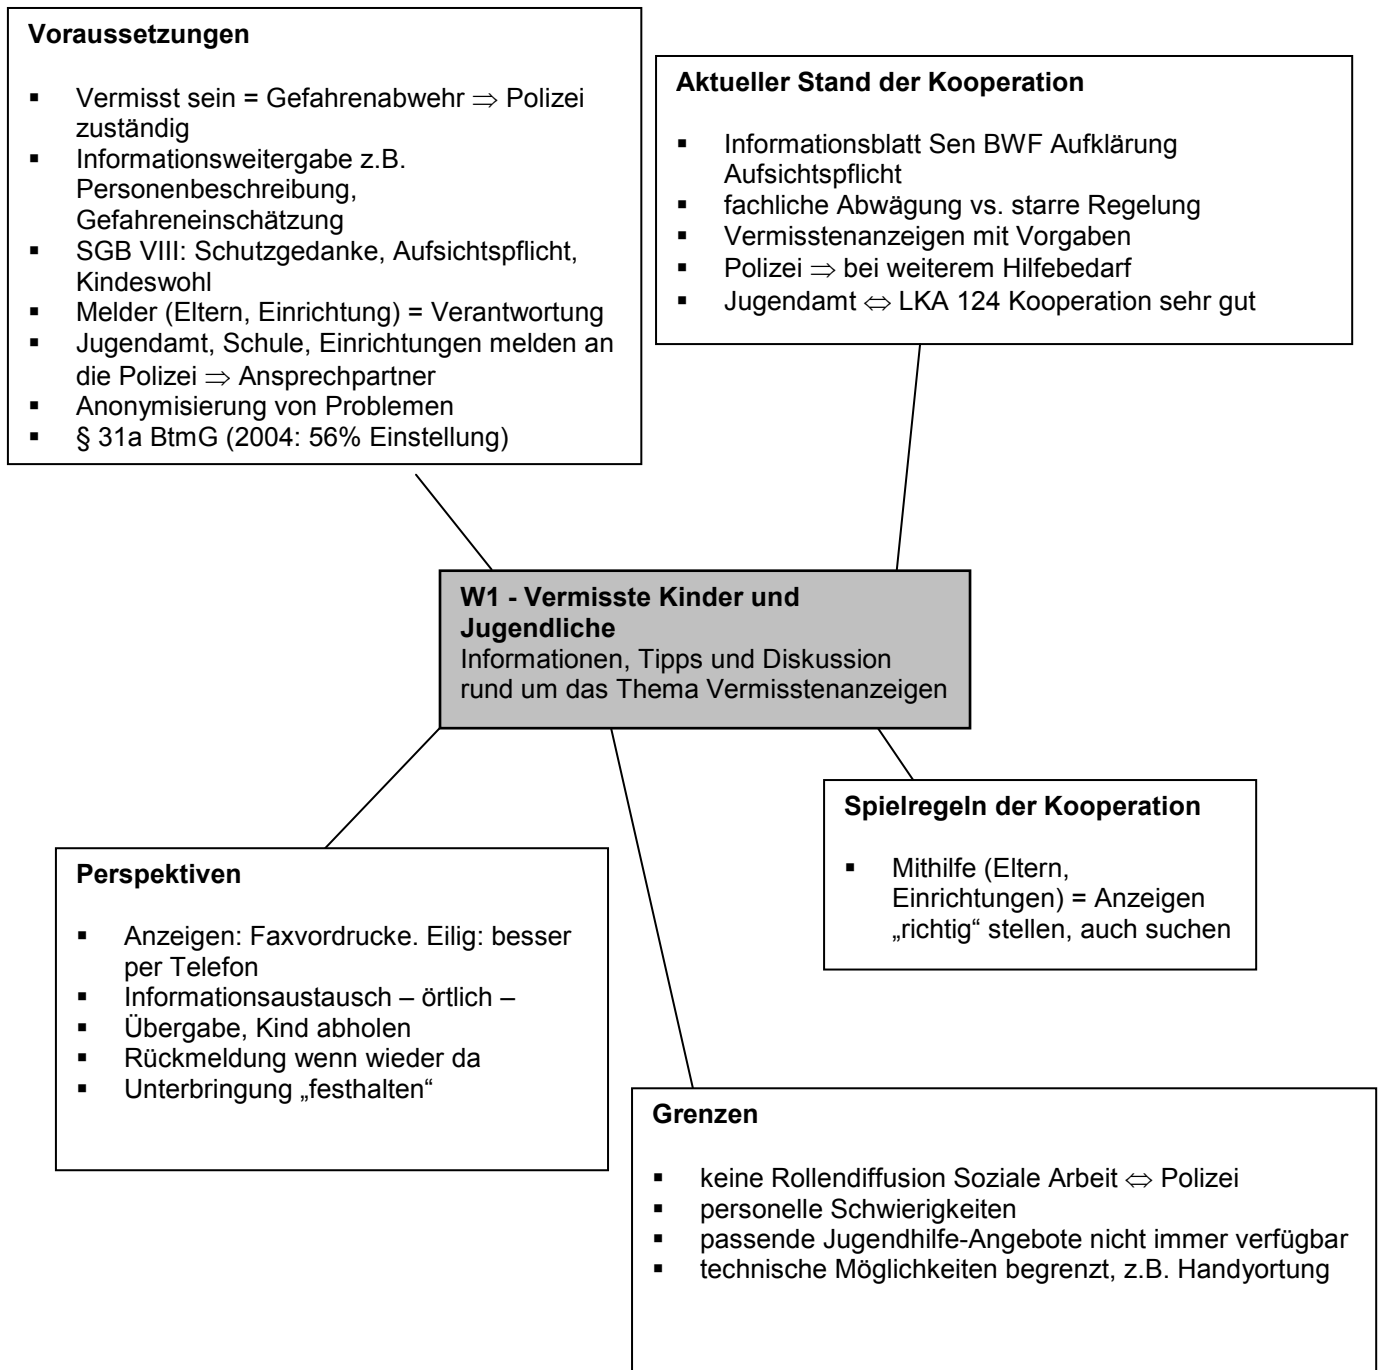 Voraussetzungen
▪ Vermisst sein = Gefahrenabwehr ⇒ Polizei
zuständig
▪ Informationsweitergabe z.B.
Personenbeschreibung,
Gefahreneinschätzung
▪ SGB VIII: Schutzgedanke, Aufsichtspflicht,
Kindeswohl
▪ Melder (Eltern, Einrichtung) = Verantwortung
▪ Jugendamt, Schule, Einrichtungen melden an
die Polizei ⇒ Ansprechpartner
▪ Anonymisierung von Problemen
▪ § 31a BtmG (2004: 56% Einstellung)
Aktueller Stand der Kooperation
▪ Informationsblatt Sen BWF Aufklärung
Aufsichtspflicht
▪ fachliche Abwägung vs. starre Regelung
▪ Vermisstenanzeigen mit Vorgaben
▪ Polizei ⇒ bei weiterem Hilfebedarf
▪ Jugendamt ⇔ LKA 124 Kooperation sehr gut
W1 - Vermisste Kinder und
Jugendliche
Informationen, Tipps und Diskussion
rund um das Thema Vermisstenanzeigen
Spielregeln der Kooperation
▪ Mithilfe (Eltern,
Einrichtungen) = Anzeigen
„richtig“ stellen, auch suchen
Perspektiven
▪ Anzeigen: Faxvordrucke. Eilig: besser
per Telefon
▪ Informationsaustausch – örtlich –
▪ Übergabe, Kind abholen
▪ Rückmeldung wenn wieder da
▪ Unterbringung „festhalten“
Grenzen
▪ keine Rollendiffusion Soziale Arbeit ⇔ Polizei
▪ personelle Schwierigkeiten
▪ passende Jugendhilfe-Angebote nicht immer verfügbar
▪ technische Möglichkeiten begrenzt, z.B. Handyortung